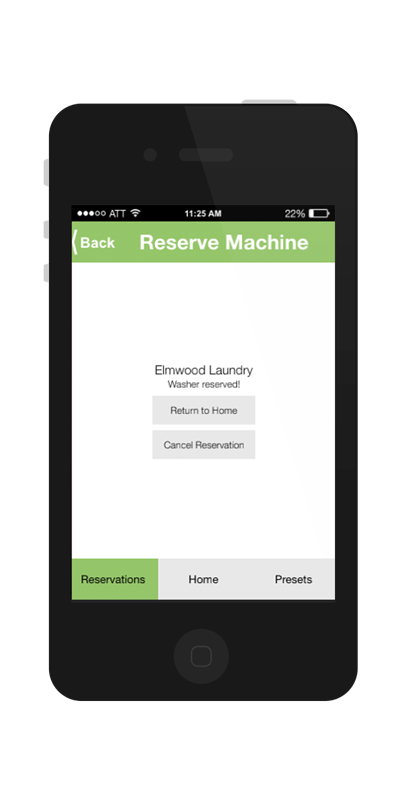 ATT 11:25 AM 22%
Back Reserve Machine
Elmwood Laundry
Washer reserved!
Return to Home
Cancel Reservation
Reservations Home Presets